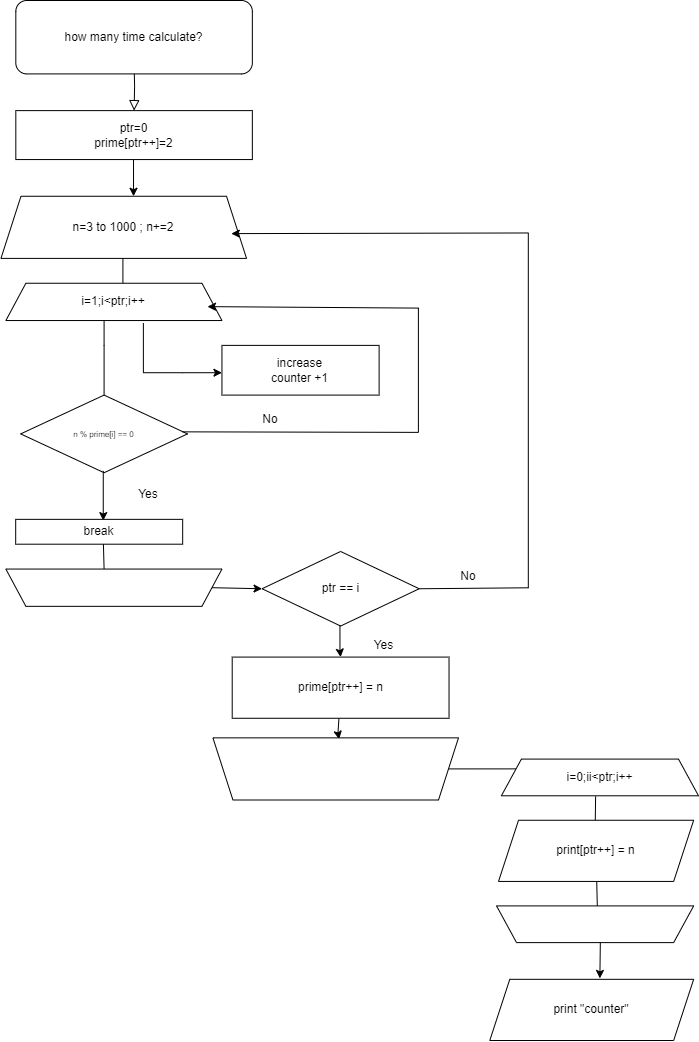 how many time calculate?
ptr=0
prime[ptr++]=2
n=3 to 1000 ; n+=2
i=1;i<ptr;i++
increase
counter +1
No
n % prime[i] == 0
Yes
break
ptr == i
No
Yes
prime[ptr++] = n
i=0;ii<ptr;i++
print[ptr++] = n
print "counter"